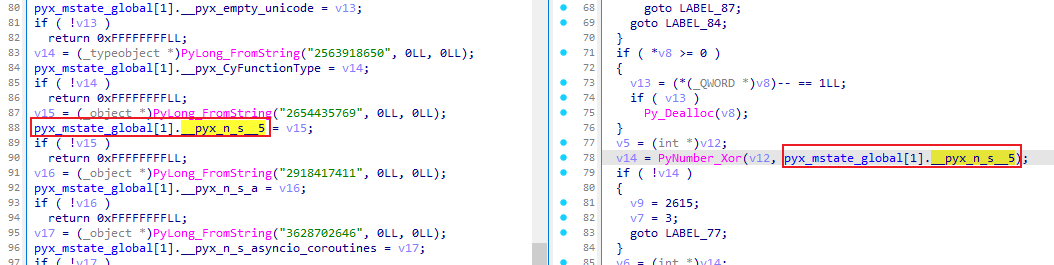 80 pyx_mstate_global[1].__pyx_empty_unicode = v13;
81 if ( !v13 )
82 return 0xFFFFFFFFLL;
83 v14 = (_typeobject *)PyLong_FromString("2563918650", 0LL, 0LL);
84 pyx_mstate_global[1].__pyx_CyFunctionType = v14;
85 if ( !v14 )
86 return 0xFFFFFFFFLL;
87 v15 = (_object *)PyLong_FromString("2654435769", 0LL, 0LL);
88 pyx_mstate_global[1].__pyx_n_s__5 = v15;
89 if ( !v15 )
90 return 0xFFFFFFFFLL;
91 v16 = (_object *)PyLong_FromString("2918417411", 0LL, 0LL);
92 pyx_mstate_global[1].__pyx_n_s_a = v16;
93 if ( !v16 )
94 return 0xFFFFFFFFLL;
95 v17 = (_object *)PyLong_FromString("3628702646", 0LL, 0LL);
96 pyx_mstate_global[1].__pyx_n_s_asyncio_coroutines = v17;
97 if ( !v17 )
68 goto LABEL_87;
69 goto LABEL_84;
70 }
71 if ( *v8 >= 0 )
72 {
73 v13 = (*(_QWORD *)v8)-- == 1LL;
74 if ( v13 )
75 Py_Dealloc(v8);
76 }
77 v5 = (int *)v12;
78 v14 = PyNumber_Xor(v12, pyx_mstate_global[1].__pyx_n_s__5);
79 if ( !v14 )
80 {
81 v9 = 2615;
82 v7 = 3;
83 goto LABEL_77;
84 }
85 v6 = (int *)v14;